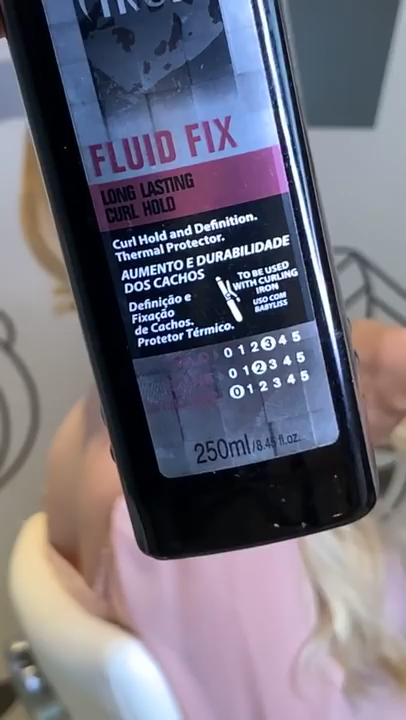 FLUID FIX
LONG LASTING
CURL HOLD
Curl Hold and Definition.
Thermal Protector.
AUMENTO E DURABILIDADE
DOS CACHOS
TO BE USED
WITH CURLING
IRON
USO COM
BABYLISS
Definição e
Fixação
de Cachos.
Protetor Térmico.
0 1 2 3 4 5
0 1 2 3 4 5
0 1 2 3 4 5
250ml/8.45 fl.oz.